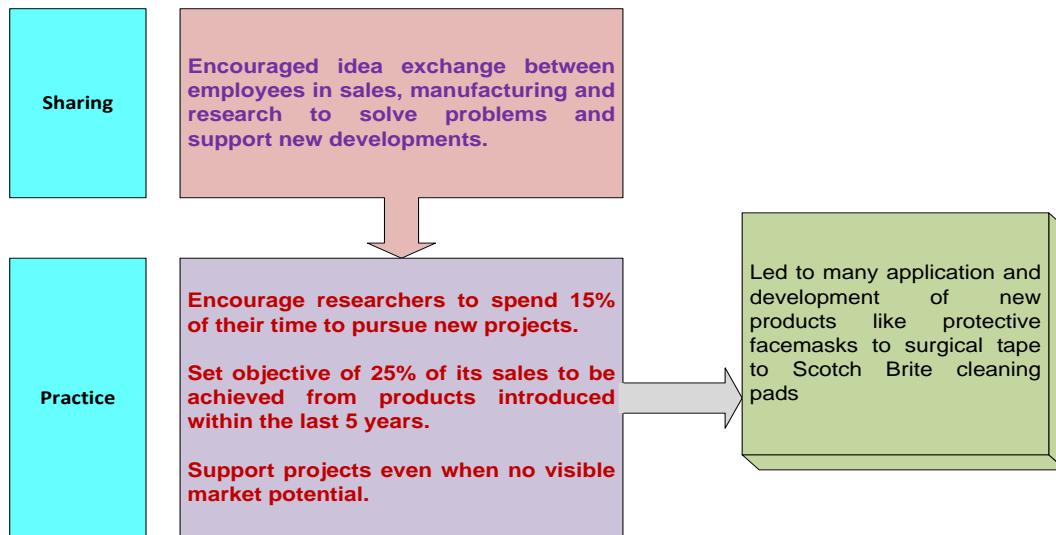 Sharing
Encouraged idea exchange between
employees in sales, manufacturing and
research to solve problems and
support new developments.
Practice
Encourage researchers to spend 15%
of their time to pursue new projects.
Set objective of 25% of its sales to be
achieved from products introduced
within the last 5 years.
Support projects even when no visible
market potential.
Led to many application and
development of new
products like protective
facemasks to surgical tape
to Scotch Brite cleaning
pads